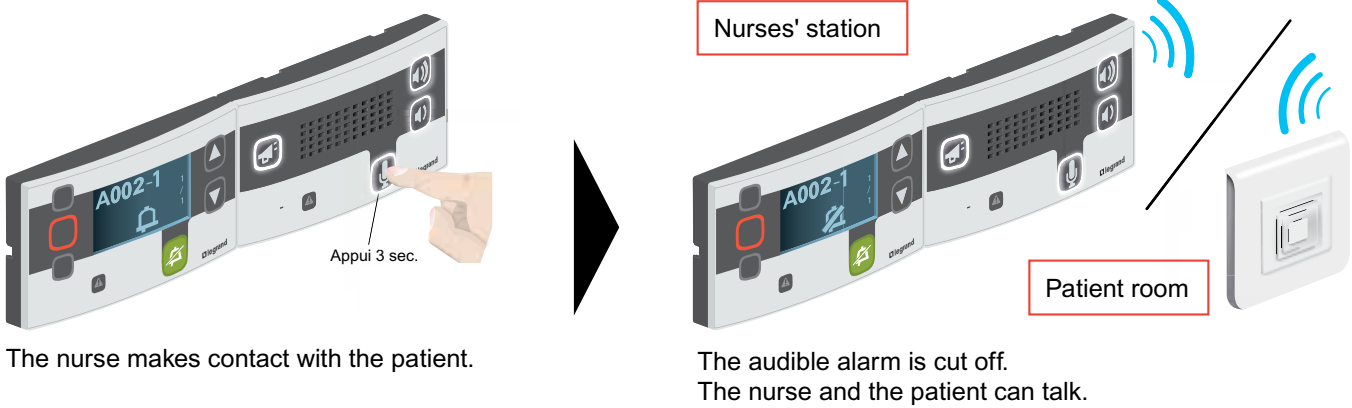 A002-1
1
/
1
legrand
legrand
Appui 3 sec.
The nurse makes contact with the patient.
Nurses' station
A002-1
1
/
1
legrand
legrand
Patient room
The audible alarm is cut off.
The nurse and the patient can talk.